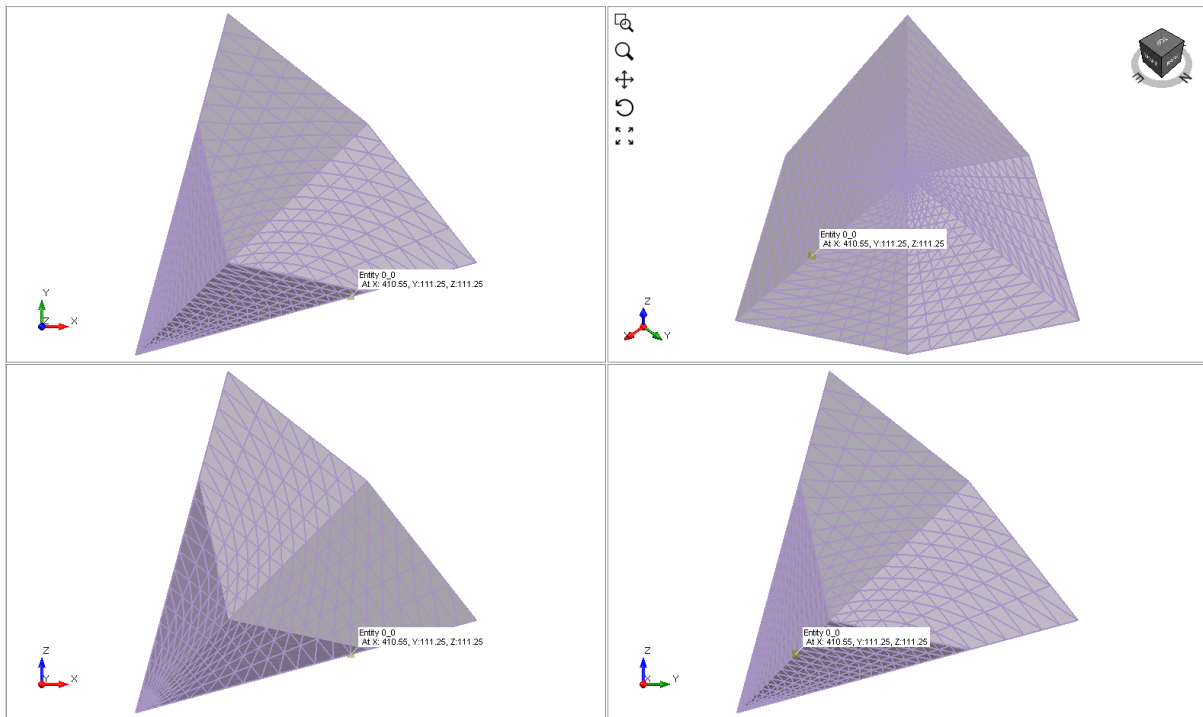 Entity 0_0
At X: 410.55, Y:111.25, Z:111.25
Y
Z
X
TOP
N
Entity 0_0
At X: 410.55, Y:111.25, Z:111.25
Z
X
Y
Entity 0_0
At X: 410.55, Y:111.25, Z:111.25
Z
Y
X
Entity 0_0
At X: 410.55, Y:111.25, Z:111.25
Z
X
Y